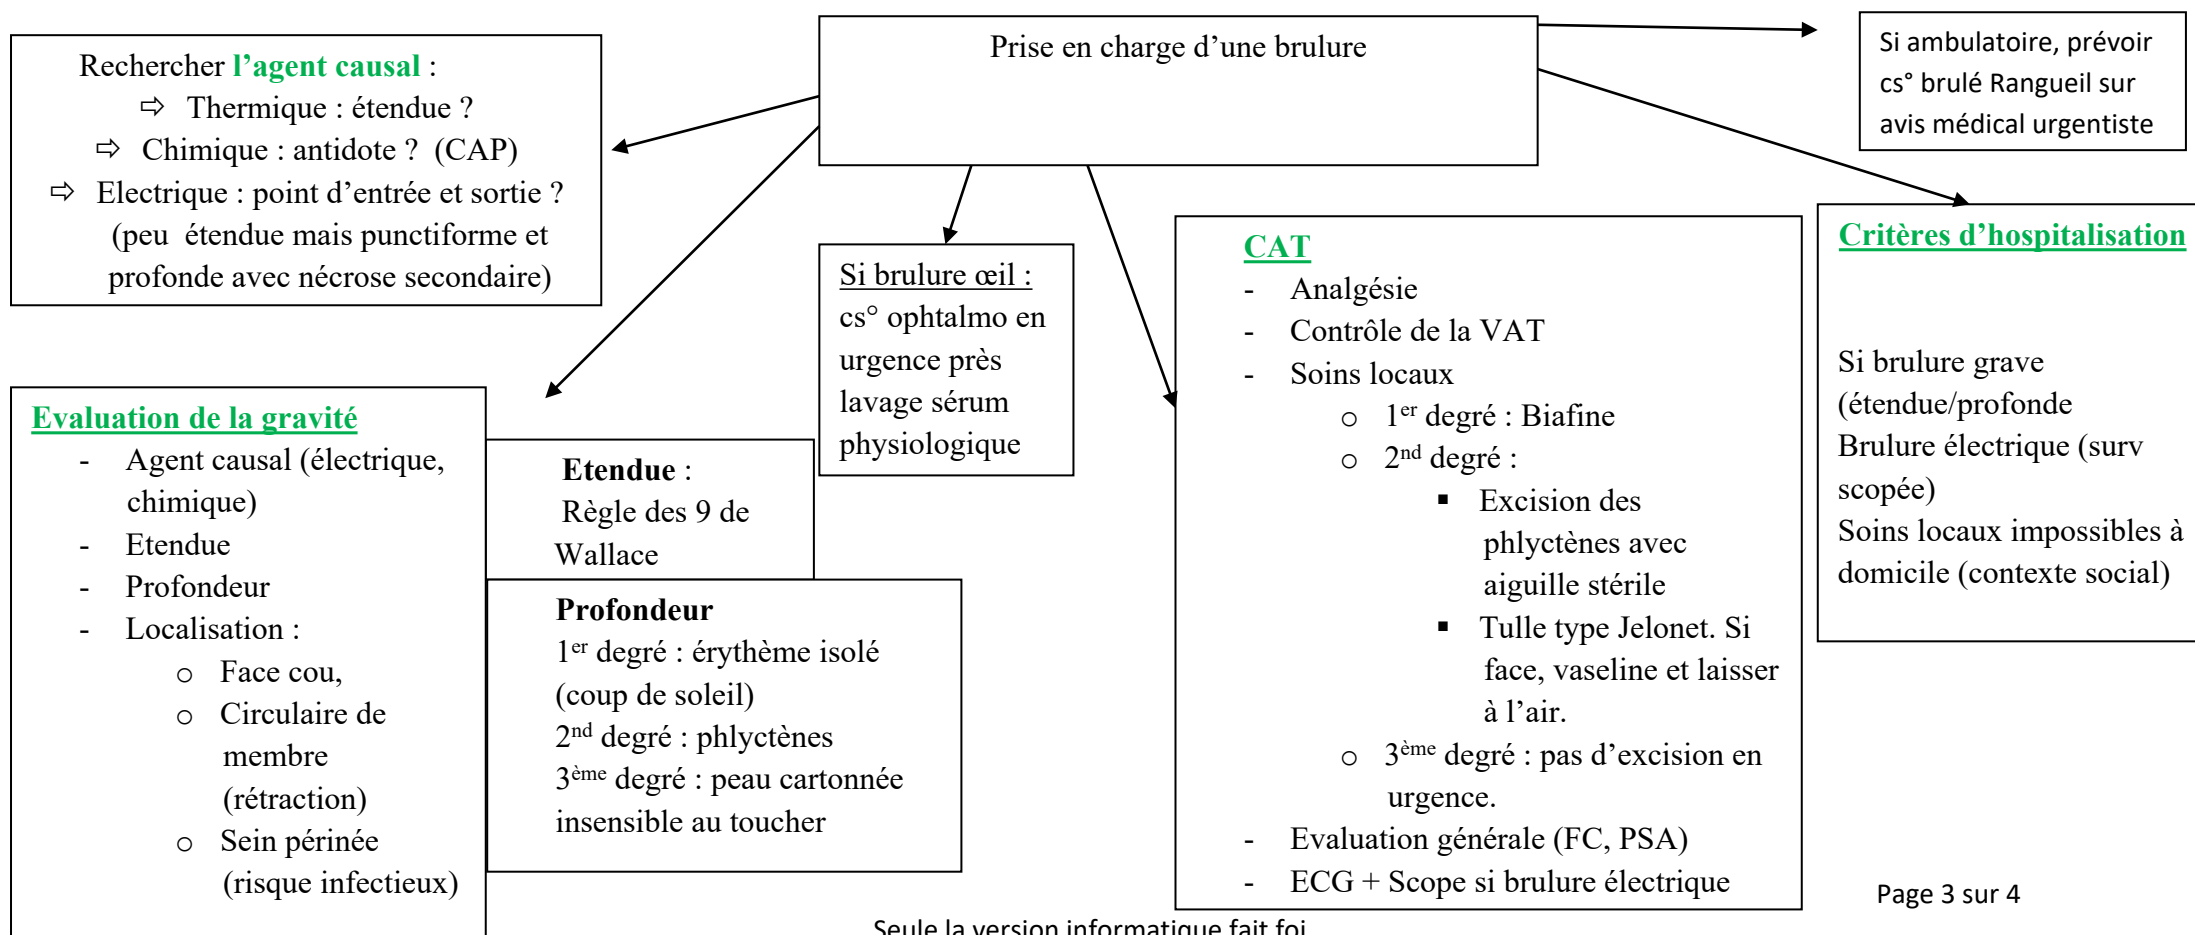 Prise en charge d’une brulure
Si ambulatoire, prévoir
cs° brulé Rangueil sur
avis médical urgentiste
Rechercher l’agent causal :
⇨ Thermique : étendue ?
⇨ Chimique : antidote ? (CAP)
⇨ Electrique : point d’entrée et sortie ?
(peu étendue mais punctiforme et
profonde avec nécrose secondaire)
Evaluation de la gravité
- Agent causal (électrique,
chimique)
- Etendue
- Profondeur
- Localisation :
o Face cou,
o Circulaire de
membre
(rétraction)
o Sein périnée
(risque infectieux)
Etendue :
Règle des 9 de
Wallace
Profondeur
1er degré : érythème isolé
(coup de soleil)
2nd degré : phlyctènes
3ème degré : peau cartonnée
insensible au toucher
Si brulure œil :
cs° ophtalmo en
urgence près
lavage sérum
physiologique
CAT
- Analgésie
- Contrôle de la VAT
- Soins locaux
o 1er degré : Biafine
o 2nd degré :
▪ Excision des
phlyctènes avec
aiguille stérile
▪ Tulle type Jelonet. Si
face, vaseline et laisser
à l’air.
o 3ème degré : pas d’excision en
urgence.
- Evaluation générale (FC, PSA)
- ECG + Scope si brulure électrique
Critères d’hospitalisation
Si brulure grave
(étendue/profonde
Brulure électrique (surv
scopée)
Soins locaux impossibles à
domicile (contexte social)
Page 3 sur 4
Seule la version informatique fait foi